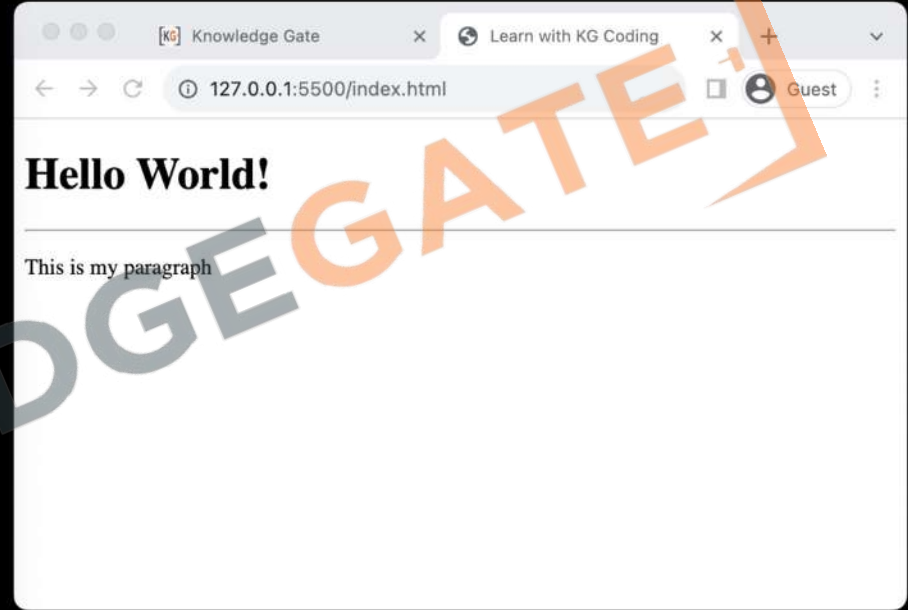 [KG] Knowledge Gate
Learn with KG Coding
127.0.0.1:5500/index.html
Guest
Hello World!
This is my paragraph
DGEGATE